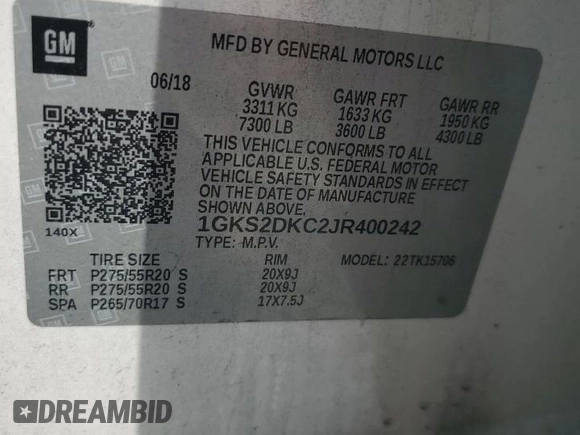 GM
MFD BY GENERAL MOTORS LLC
06/18
GVWR GAWR FRT GAWR RR
3311 KG 1633 KG 1950 KG
7300 LB 3600 LB 4300 LB
THIS VEHICLE CONFORMS TO ALL
APPLICABLE U.S. FEDERAL MOTOR
VEHICLE SAFETY STANDARDS IN EFFECT
ON THE DATE OF MANUFACTURE
SHOWN ABOVE.
140X
1GKS2DKC2JR400242
TYPE: M.P.V. MODEL: 22TK15706
TIRE SIZE RIM
FRT P275/55R20 S 20X9J
RR P275/55R20 S 20X9J
SPA P265/70R17 S 17X7.5J
DREAMBID